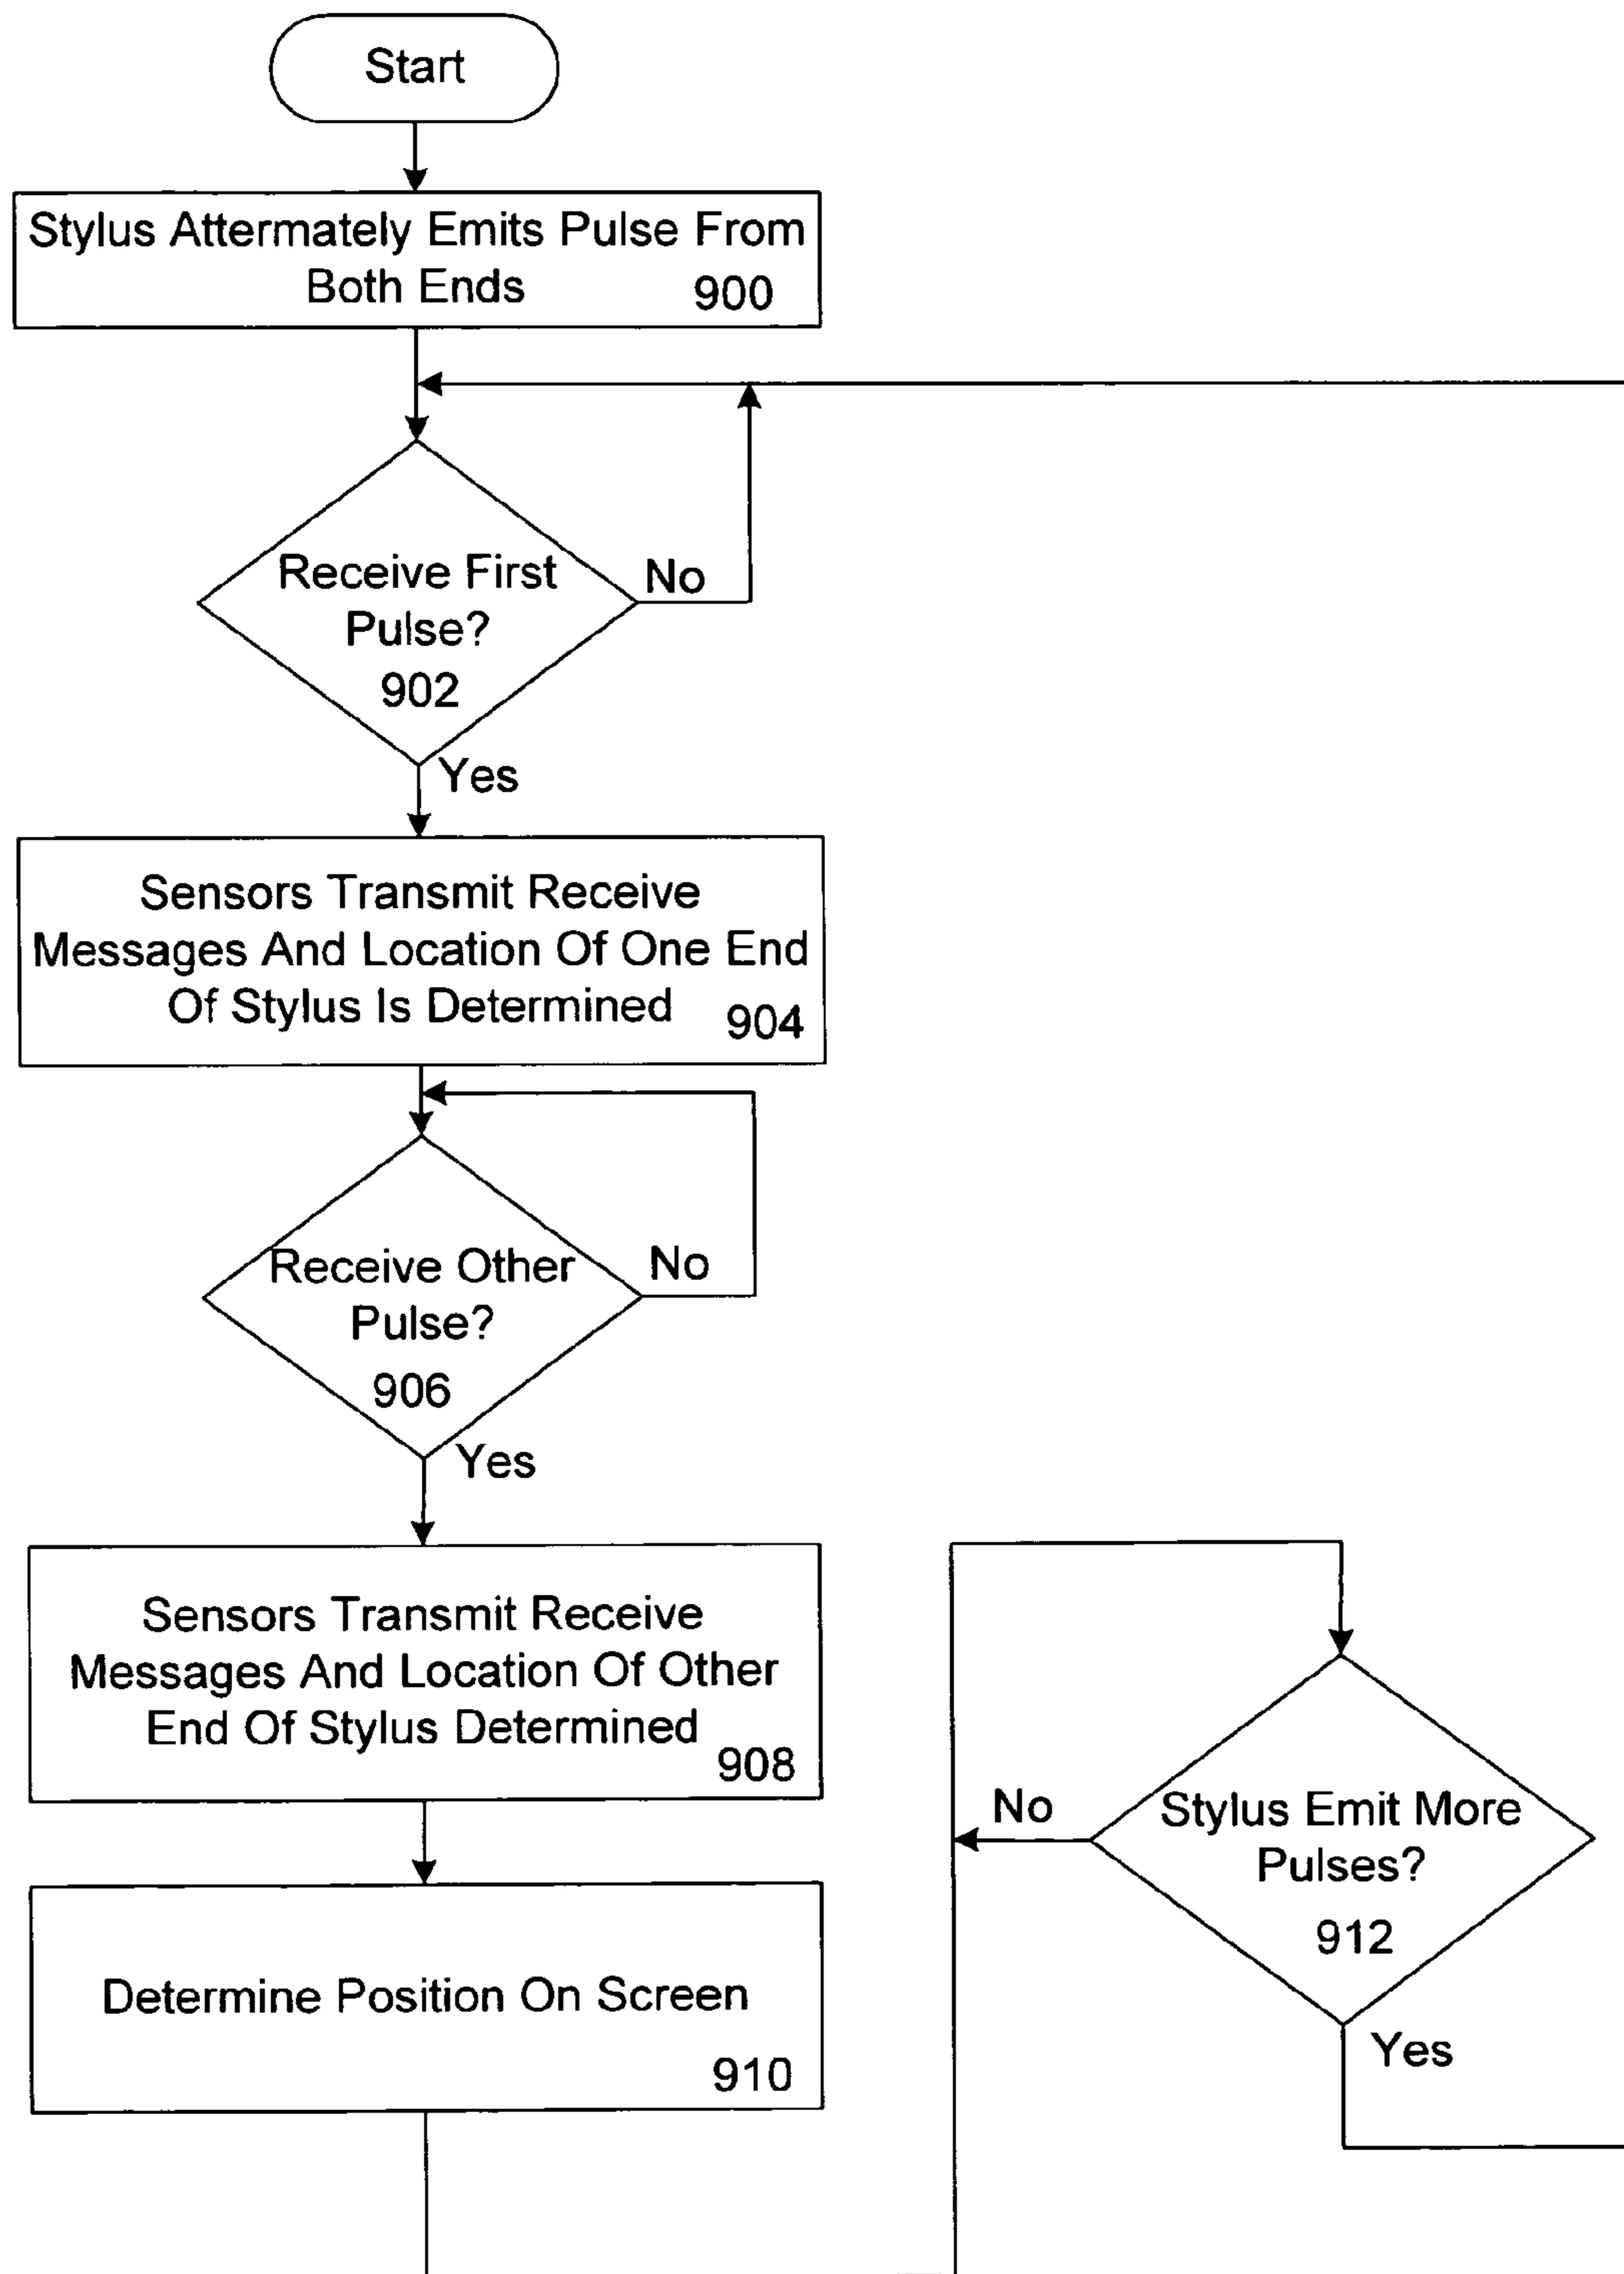 Start
Stylus Attermately Emits Pulse From
Both Ends
900
Receive First
Pulse?
902
No
Yes
Sensors Transmit Receive
Messages And Location Of One End
Of Stylus Is Determined
904
Receive Other
Pulse?
906
No
Yes
Sensors Transmit Receive
Messages And Location Of Other
End Of Stylus Determined
908
Determine Position On Screen
910
No
Stylus Emit More
Pulses?
912
Yes